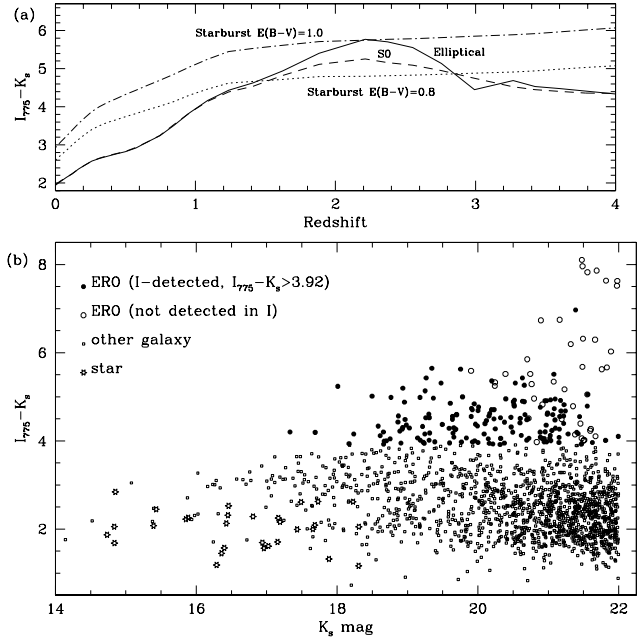 (a)
Starburst E(B−V)=1.0
Elliptical
S0
Starburst E(B−V)=0.8
I₇₇₅−Kₛ
6
5
4
3
2
0 1 2 3 4
Redshift
(b)
ERO (I−detected, I₇₇₅−Kₛ>3.92)
ERO (not detected in I)
other galaxy
star
I₇₇₅−Kₛ
8
6
4
2
14 16 18 20 22
Kₛ mag